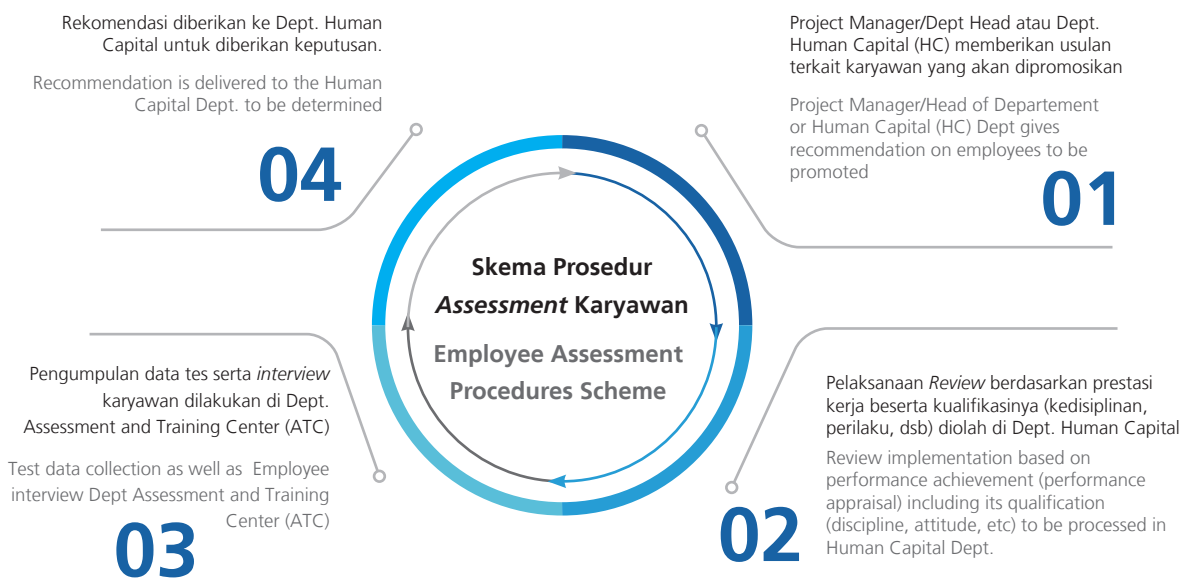 Rekomendasi diberikan ke Dept. Human
Capital untuk diberikan keputusan.
Recommendation is delivered to the Human
Capital Dept. to be determined
04
Project Manager/Dept Head atau Dept.
Human Capital (HC) memberikan usulan
terkait karyawan yang akan dipromosikan
Project Manager/Head of Departement
or Human Capital (HC) Dept gives
recommendation on employees to be
promoted
01
Skema Prosedur
Assessment Karyawan
Employee Assessment
Procedures Scheme
Pengumpulan data tes serta interview
karyawan dilakukan di Dept.
Assessment and Training Center (ATC)
Test data collection as well as Employee
interview Dept Assessment and Training
Center (ATC)
03
Pelaksanaan Review berdasarkan prestasi
kerja beserta kualifikasinya (kedisiplinan,
perilaku, dsb) diolah di Dept. Human Capital
Review implementation based on
performance achievement (performance
appraisal) including its qualification
(discipline, attitude, etc) to be processed in
Human Capital Dept.
02